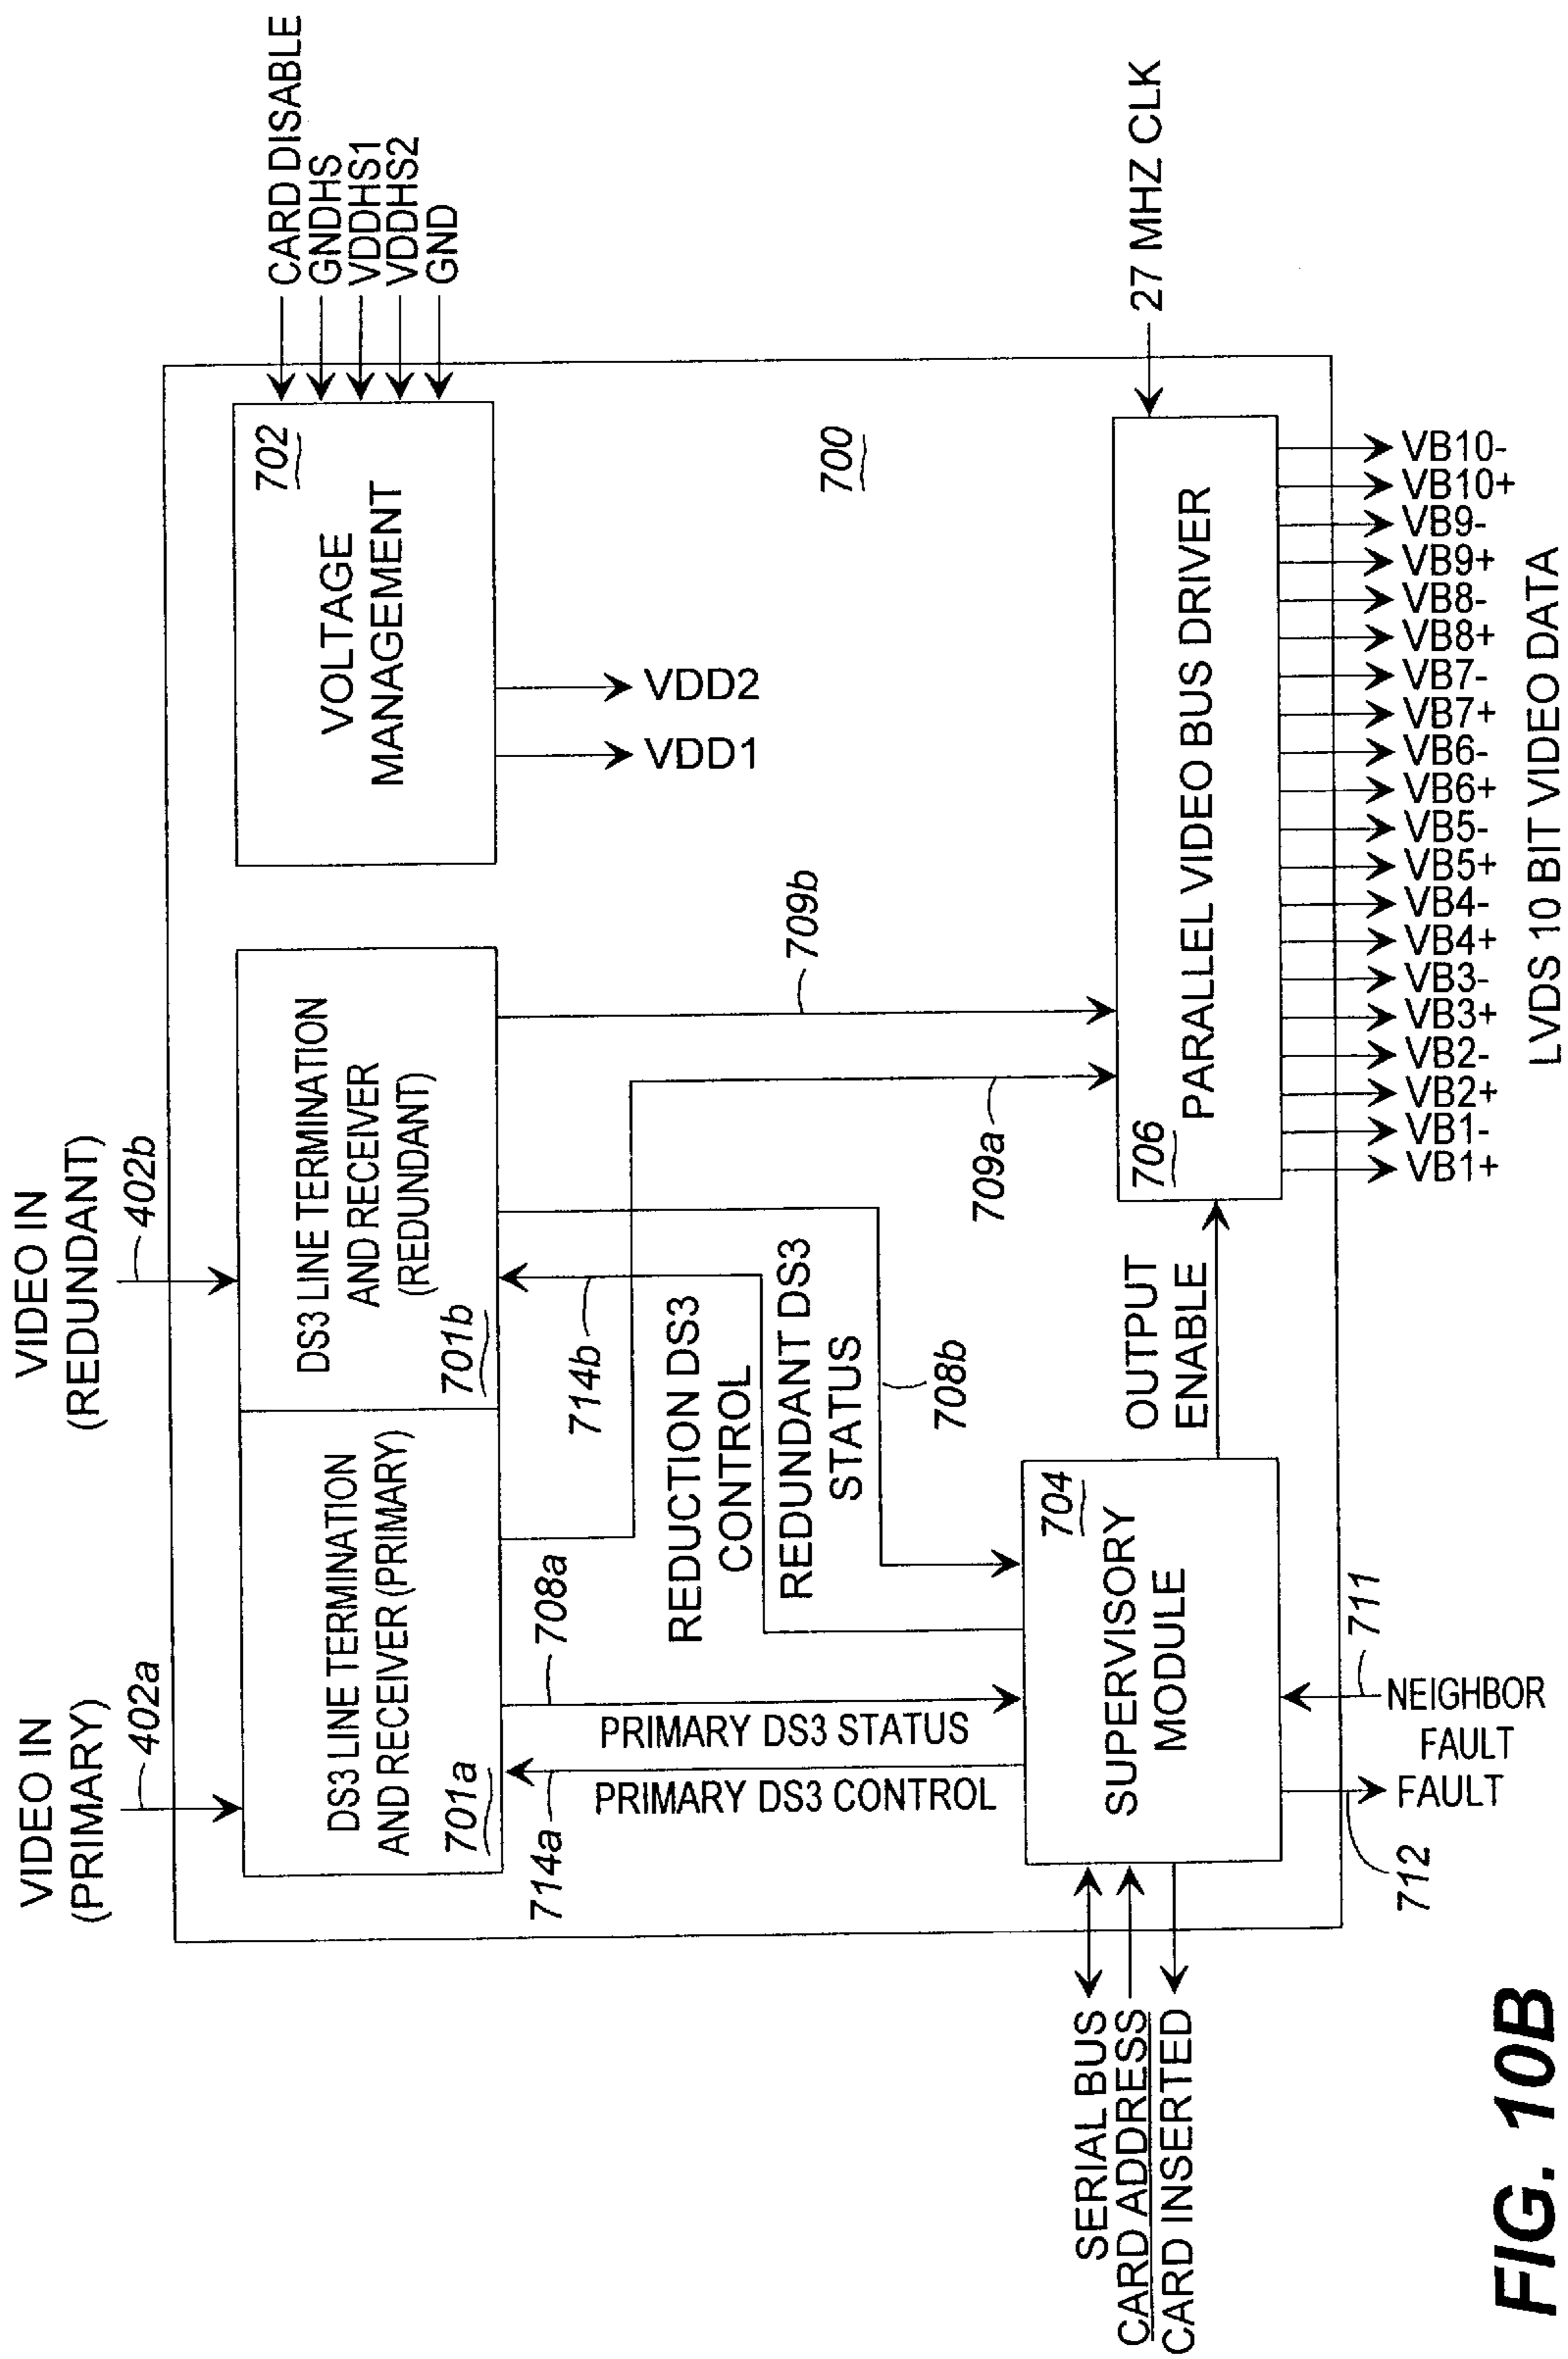 VIDEO IN
(PRIMARY)
402a
VIDEO IN
(REDUNDANT)
402b
DS3 LINE TERMINATION
AND RECEIVER (PRIMARY)
701a
DS3 LINE TERMINATION
AND RECEIVER
(REDUNDANT)
701b
702
VOLTAGE
MANAGEMENT
CARD DISABLE
GNDHS
VDDHS1
VDDHS2
GND
VDD1
VDD2
714a
708a
PRIMARY DS3 STATUS
PRIMARY DS3 CONTROL
714b
REDUCTION DS3
CONTROL
REDUNDANT DS3
STATUS
708b
709a
709b
700
SERIAL BUS
CARD ADDRESS
CARD INSERTED
704
SUPERVISORY
MODULE
OUTPUT
ENABLE
706
PARALLEL VIDEO BUS DRIVER
27 MHZ CLK
712
FAULT
NEIGHBOR
FAULT
711
VB1+
VB1-
VB2+
VB2-
VB3+
VB3-
VB4+
VB4-
VB5+
VB5-
VB6+
VB6-
VB7+
VB7-
VB8+
VB8-
VB9+
VB9-
VB10+
VB10-
LVDS 10 BIT VIDEO DATA
FIG. 10B